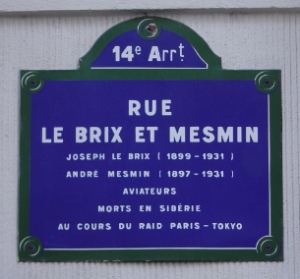 14e Arrt
RUE
LE BRIX ET MESMIN
JOSEPH LE BRIX (1899-1931)
ANDRÉ MESMIN (1897-1931)
AVIATEURS
MORTS EN SIBÉRIE
AU COURS DU RAID PARIS-TOKYO